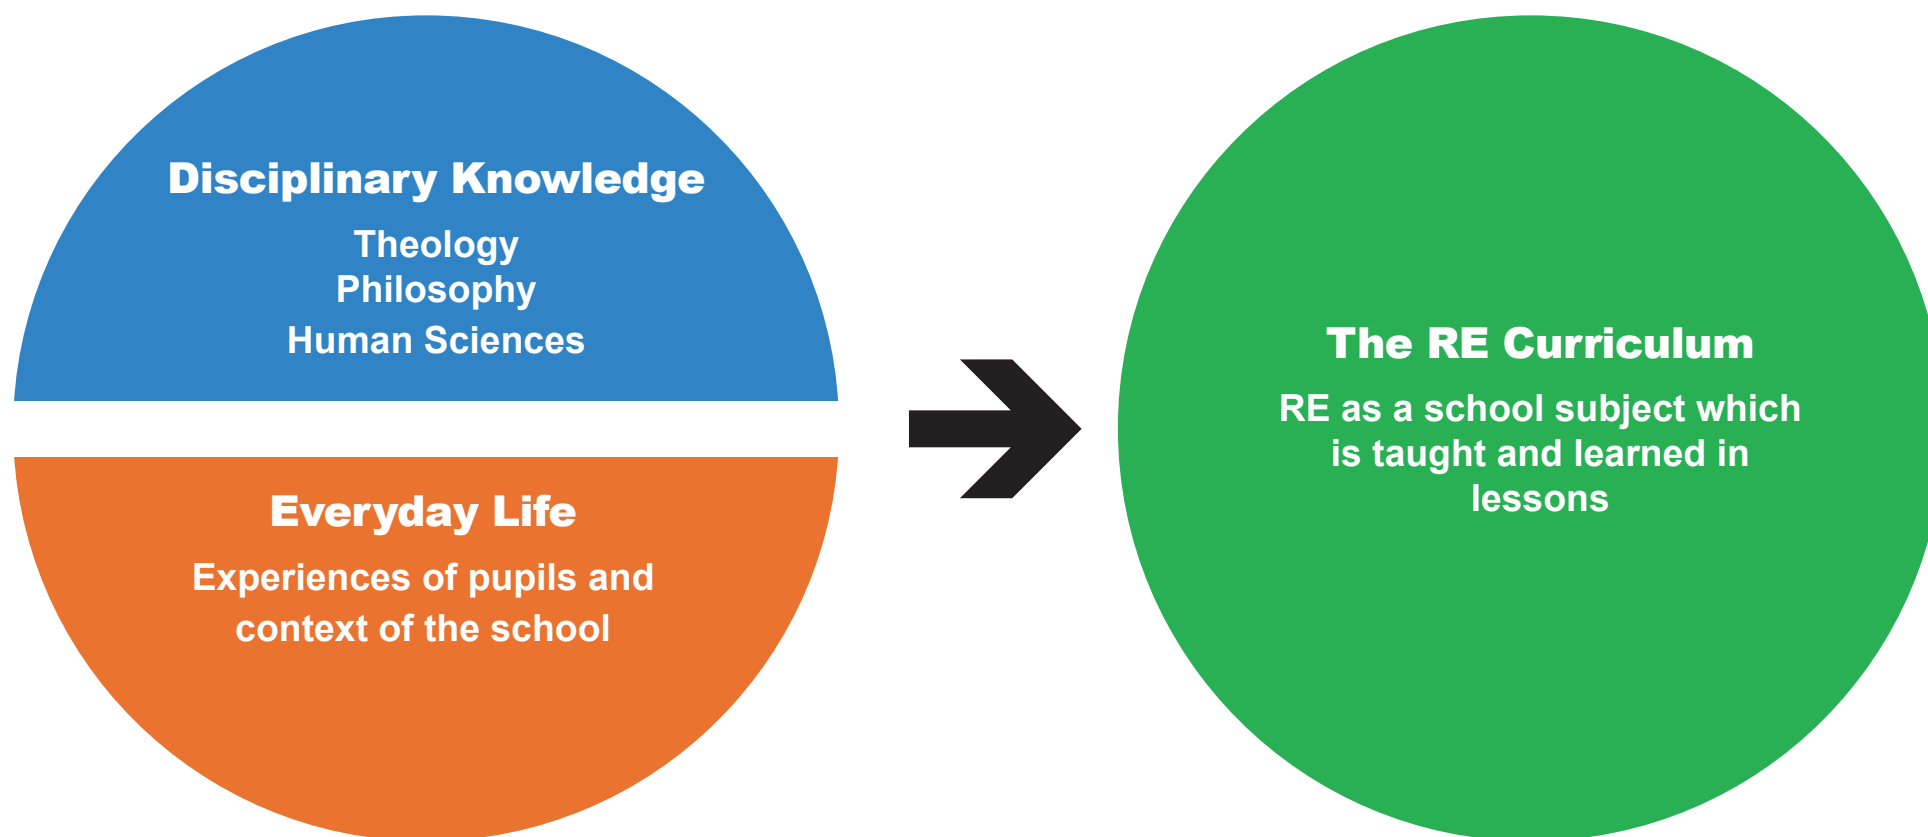 Disciplinary Knowledge
Theology
Philosophy
Human Sciences
Everyday Life
Experiences of pupils and
context of the school
The RE Curriculum
RE as a school subject which
is taught and learned in
lessons